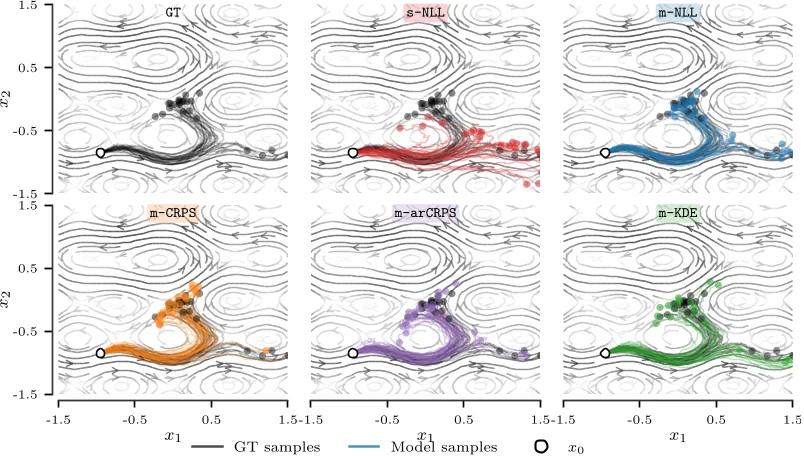 GT s-NLL m-NLL
1.5
0.5
x2
-0.5
-1.5
m-CRPS m-arCRPS m-KDE
1.5
0.5
x2
-0.5
-1.5
-1.5 -0.5 0.5 1.5 -1.5 -0.5 0.5 1.5 -1.5 -0.5 0.5 1.5
x1 x1 x1
GT samples Model samples x0